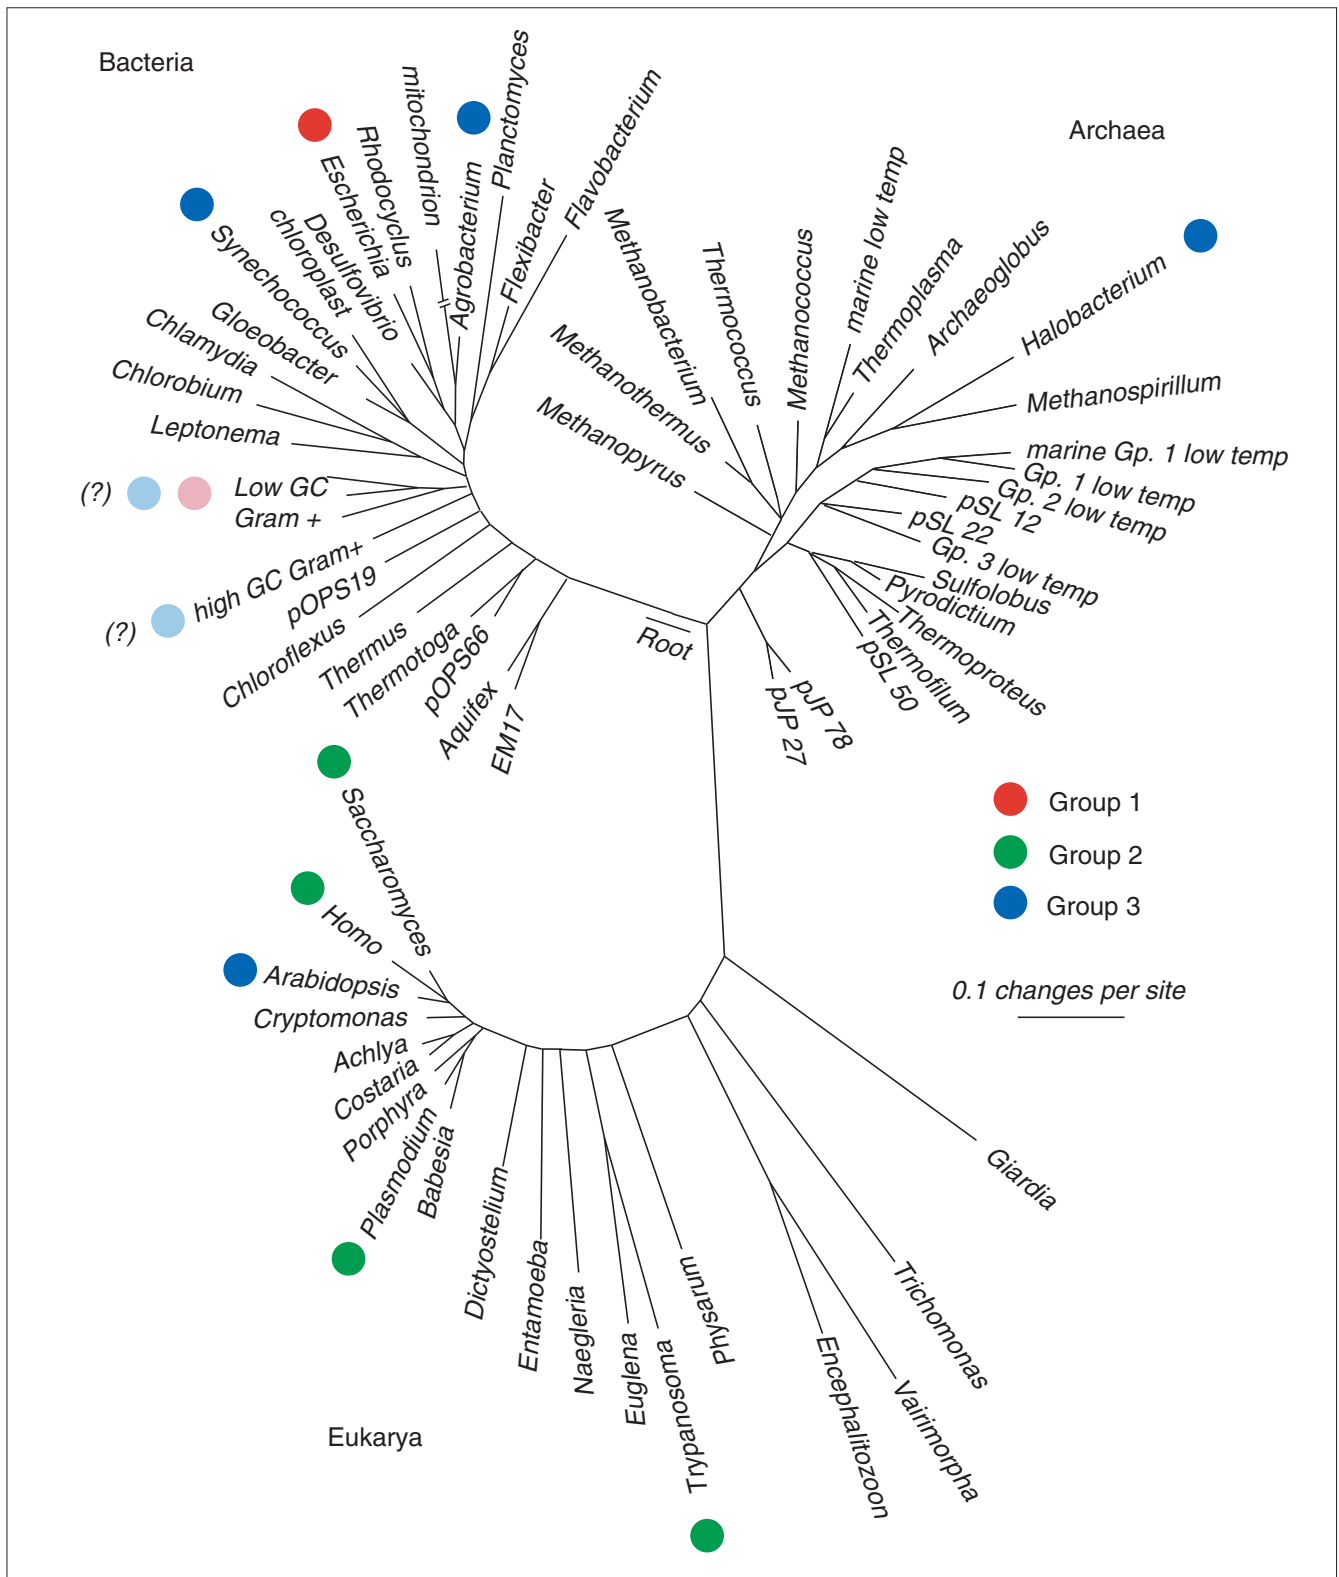 Bacteria
Archaea
Eukarya
Synechococcus
chloroplast
Desulfovibrio
Escherichia
Rhodocyclus
mitochondrion
Agrobacterium
Planctomyces
Flexibacter
Flavobacterium
Gloeobacter
Chlamydia
Chlorobium
Leptonema
(?)
Low GC
Gram +
(?)
high GC Gram+
pOPS19
Chloroflexus
Thermus
Thermotoga
pOPS66
Aquifex
EM17
Root
Methanopyrus
Methanothermus
Methanobacterium
Thermococcus
Methanococcus
marine low temp
Thermoplasma
Archaeoglobus
Halobacterium
Methanospirillum
marine Gp. 1 low temp
Gp. 1 low temp
Gp. 2 low temp
pSL 12
pSL 22
Gp. 3 low temp
Sulfolobus
Pyrodictium
Thermoproteus
Thermofilum
pSL 50
pJP 78
pJP 27
Group 1
Group 2
Group 3
0.1 changes per site
Saccharomyces
Homo
Arabidopsis
Cryptomonas
Achlya
Costaria
Porphyra
Plasmodium
Babesia
Dictyostelium
Entamoeba
Naegleria
Euglena
Trypanosoma
Physarum
Encephalitozoon
Vairimorpha
Trichomonas
Giardia